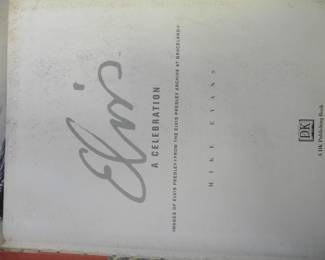 Elvis
A CELEBRATION
IMAGES OF ELVIS PRESLEY FROM THE ELVIS PRESLEY ARCHIVE AT GRACELAND
MIKE EVANS
DK
A DK Publishing Book